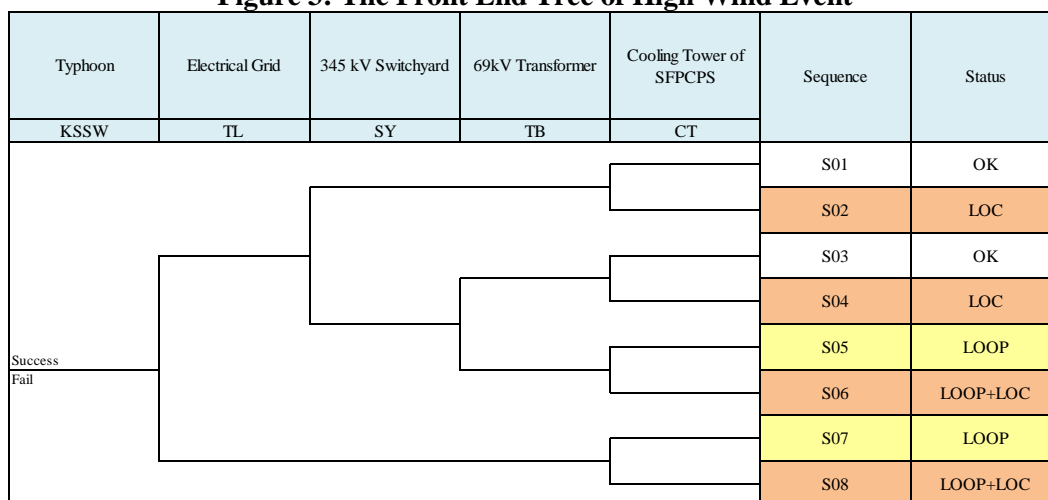 Figure 3: The Front End Tree of High Wind Event
Typhoon
Electrical Grid
345 kV Switchyard
69kV Transformer
Cooling Tower of
SFPCPS
Sequence
Status
KSSW
TL
SY
TB
CT
S01
OK
S02
LOC
S03
OK
S04
LOC
S05
LOOP
S06
LOOP+LOC
S07
LOOP
S08
LOOP+LOC
Success
Fail